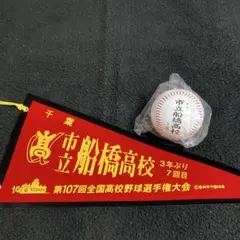 千葉
高
市立船橋高校
3年ぶり
7回目
第107回全国高校野球選手権大会
市立
船橋
高校